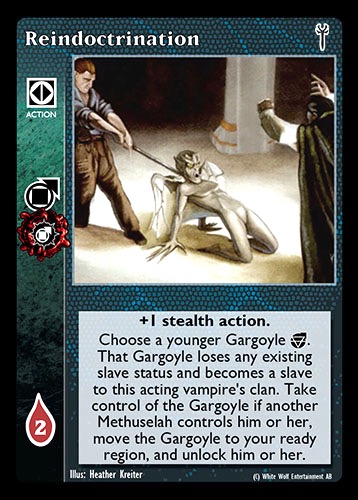 Reindoctrination
ACTION
+1 stealth action.
Choose a younger Gargoyle .
That Gargoyle loses any existing
slave status and becomes a slave
to this acting vampire's clan. Take
control of the Gargoyle if another
Methuselah controls him or her,
move the Gargoyle to your ready
region, and unlock him or her.
2
Illus: Heather Kreiter
(C) White Wolf Entertainment AB